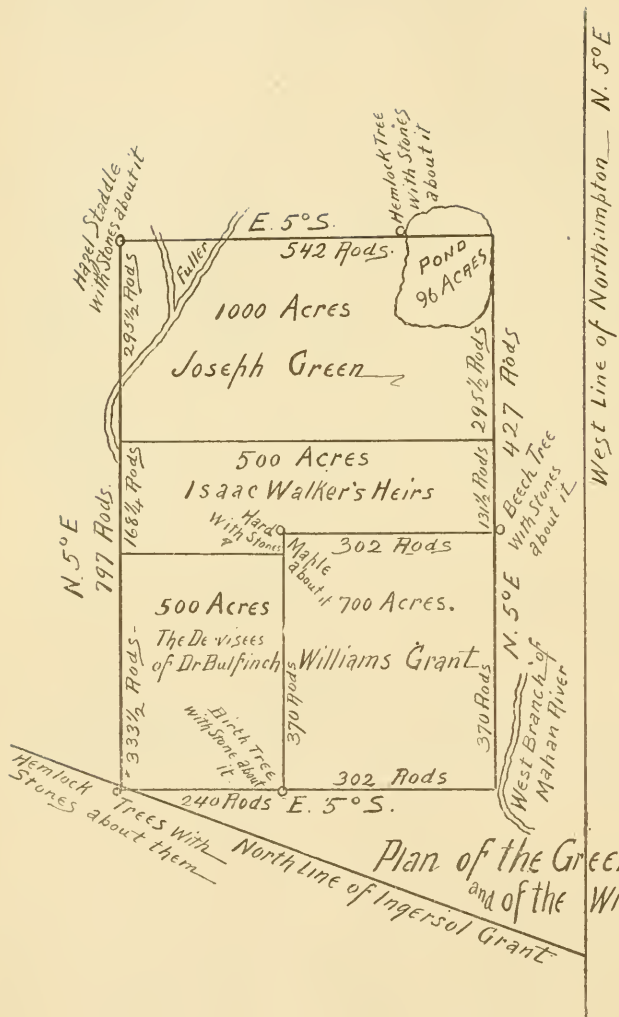 West Line of Northampton N. 5°E
Hemlock Tree
With Stones
about it
Hazel Staddle
With Stones about it
E. 5° S.
542 Rods.
POND
96 ACRES
Fuller
295½ Rods
1000 Acres
Joseph Green
295½ Rods
427 Rods
500 Acres
Isaac Walker's Heirs
168¼ Rods
131½ Rods
Beech Tree
With Stones
about it
N. 5°E
797 Rods.
Hard
With Stones
Maple
about it
302 Rods
500 Acres
The Devisees
of Dr Bulfinch
700 Acres.
Williams Grant
N. 5°E
333½ Rods
370 Rods
370 Rods
West Branch of
Mahan River
Birth Tree
with Stone about
it
302 Rods
240 Rods
E. 5° S.
Hemlock Trees With
Stones about them
North line of Ingersol Grant
Plan of the Gree
and of the Wi